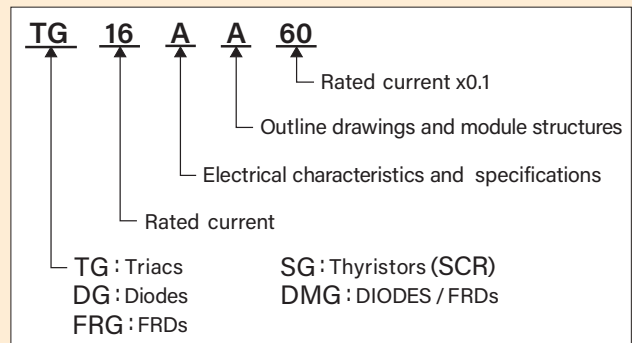 TG 16 A A 60
Rated current x0.1
Outline drawings and module structures
Electrical characteristics and specifications
Rated current
TG : Triacs SG : Thyristors (SCR)
DG : Diodes DMG : DIODES / FRDs
FRG : FRDs